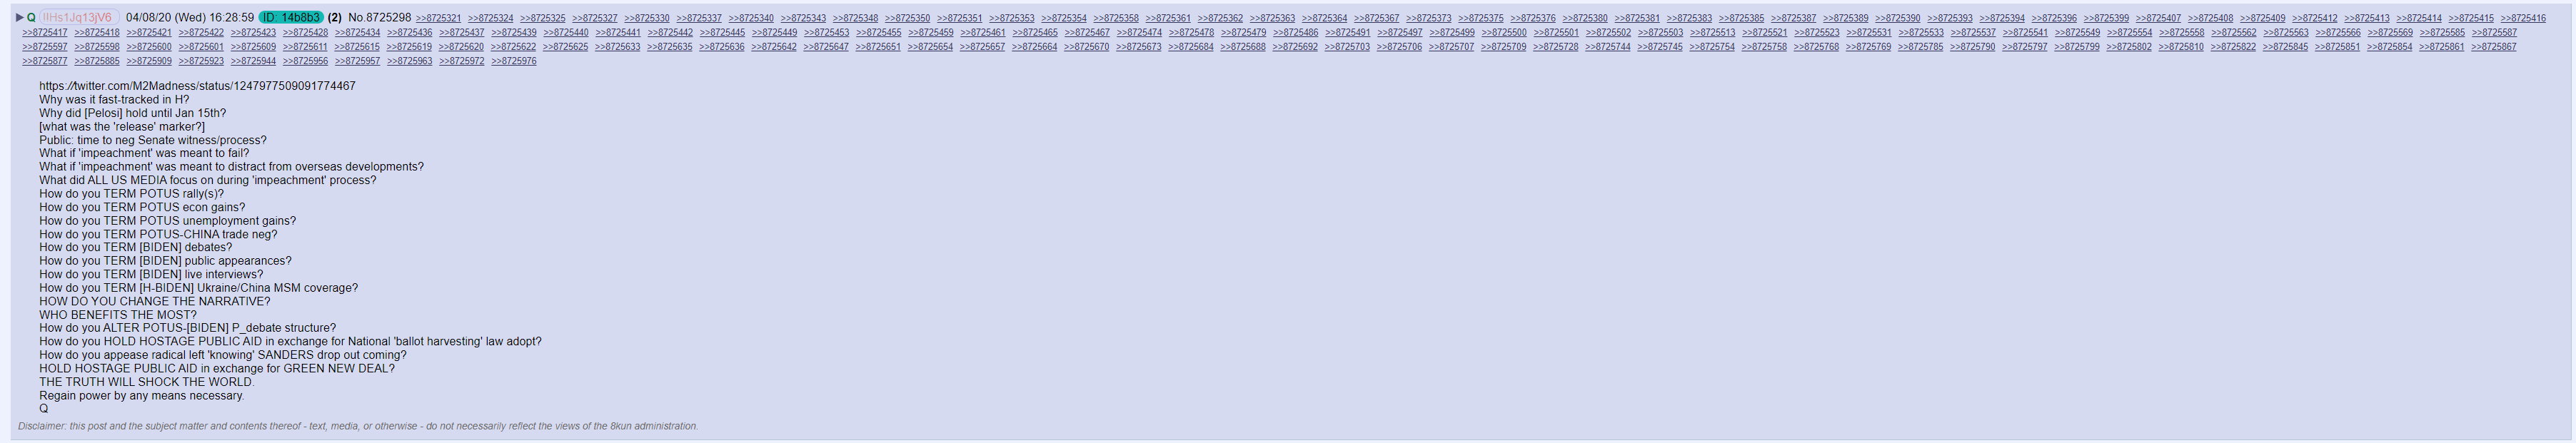 ▶ Q !!Hs1Jq13jV6 04/08/20 (Wed) 16:28:59 ID: 14b8b3 (2) No.8725298 >>8725321 >>8725324 >>8725325 >>8725327 >>8725330 >>8725337 >>8725340 >>8725343 >>8725348 >>8725350 >>8725351 >>8725353 >>8725354 >>8725358 >>8725361 >>8725362 >>8725363 >>8725364 >>8725367 >>8725373 >>8725375 >>8725376 >>8725380 >>8725381 >>8725383 >>8725385 >>8725387 >>8725389 >>8725390 >>8725393 >>8725394 >>8725396 >>8725399 >>8725407 >>8725408 >>8725409 >>8725412 >>8725413 >>8725414 >>8725415 >>8725416
>>8725417 >>8725418 >>8725421 >>8725422 >>8725423 >>8725428 >>8725434 >>8725436 >>8725437 >>8725439 >>8725440 >>8725441 >>8725442 >>8725445 >>8725449 >>8725453 >>8725455 >>8725459 >>8725461 >>8725465 >>8725467 >>8725474 >>8725478 >>8725479 >>8725486 >>8725491 >>8725497 >>8725499 >>8725500 >>8725501 >>8725502 >>8725503 >>8725513 >>8725521 >>8725523 >>8725531 >>8725533 >>8725537 >>8725541 >>8725549 >>8725554 >>8725558 >>8725562 >>8725563 >>8725566 >>8725569 >>8725585 >>8725587
>>8725597 >>8725598 >>8725600 >>8725601 >>8725609 >>8725611 >>8725615 >>8725619 >>8725620 >>8725622 >>8725625 >>8725633 >>8725635 >>8725636 >>8725642 >>8725647 >>8725651 >>8725654 >>8725657 >>8725664 >>8725670 >>8725673 >>8725684 >>8725688 >>8725692 >>8725703 >>8725706 >>8725707 >>8725709 >>8725728 >>8725744 >>8725745 >>8725754 >>8725758 >>8725768 >>8725769 >>8725785 >>8725790 >>8725797 >>8725799 >>8725802 >>8725810 >>8725822 >>8725845 >>8725851 >>8725854 >>8725861 >>8725867
>>8725877 >>8725885 >>8725909 >>8725923 >>8725944 >>8725956 >>8725957 >>8725963 >>8725972 >>8725976
https://twitter.com/M2Madness/status/1247977509091774467
Why was it fast-tracked in H?
Why did [Pelosi] hold until Jan 15th?
[what was the 'release' marker?]
Public: time to neg Senate witness/process?
What if 'impeachment' was meant to fail?
What if 'impeachment' was meant to distract from overseas developments?
What did ALL US MEDIA focus on during 'impeachment' process?
How do you TERM POTUS rally(s)?
How do you TERM POTUS econ gains?
How do you TERM POTUS unemployment gains?
How do you TERM POTUS-CHINA trade neg?
How do you TERM [BIDEN] debates?
How do you TERM [BIDEN] public appearances?
How do you TERM [BIDEN] live interviews?
How do you TERM [H-BIDEN] Ukraine/China MSM coverage?
HOW DO YOU CHANGE THE NARRATIVE?
WHO BENEFITS THE MOST?
How do you ALTER POTUS-[BIDEN] P_debate structure?
How do you HOLD HOSTAGE PUBLIC AID in exchange for National 'ballot harvesting' law adopt?
How do you appease radical left 'knowing' SANDERS drop out coming?
HOLD HOSTAGE PUBLIC AID in exchange for GREEN NEW DEAL?
THE TRUTH WILL SHOCK THE WORLD.
Regain power by any means necessary.
Q
Disclaimer: this post and the subject matter and contents thereof - text, media, or otherwise - do not necessarily reflect the views of the 8kun administration.